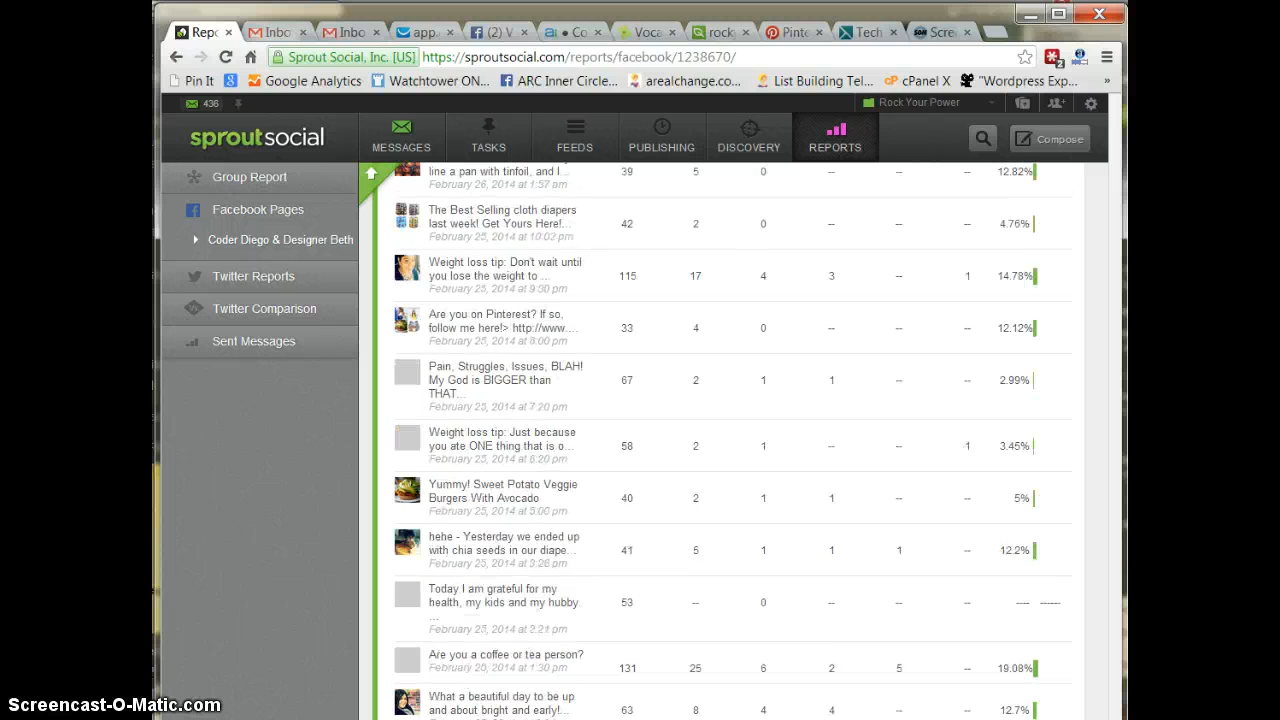 Repo
Inbo
Inbo
app.
(2) V
Co
Voca
rock
Pinte
Tech
Scre
Sprout Social, Inc. [US]
https://sproutsocial.com/reports/facebook/1238670/
Pin It
Google Analytics
Watchtower ON...
ARC Inner Circle...
arealchange.co...
List Building Tel...
cPanel X
"Wordpress Exp...
»
436
Rock Your Power
sproutsocial
MESSAGES
TASKS
FEEDS
PUBLISHING
DISCOVERY
REPORTS
Compose
Group Report
Facebook Pages
Coder Diego & Designer Beth
Twitter Reports
Twitter Comparison
Sent Messages
line a pan with tinfoil, and I... 39 5 0 -- -- -- 12.82%
February 26, 2014 at 1:57 pm
The Best Selling cloth diapers
last week! Get Yours Here!... 42 2 0 -- -- -- 4.76%
February 25, 2014 at 10:02 pm
Weight loss tip: Don't wait until
you lose the weight to ... 115 17 4 3 -- 1 14.78%
February 25, 2014 at 9:30 pm
Are you on Pinterest? If so,
follow me here!> http://www.... 33 4 0 -- -- -- 12.12%
February 25, 2014 at 8:00 pm
Pain, Struggles, Issues, BLAH!
My God is BIGGER than 67 2 1 1 -- -- 2.99%
THAT...
February 25, 2014 at 7:20 pm
Weight loss tip: Just because
you ate ONE thing that is o... 58 2 1 -- -- 1 3.45%
February 25, 2014 at 6:20 pm
Yummy! Sweet Potato Veggie
Burgers With Avocado 40 2 1 1 -- -- 5%
February 25, 2014 at 5:00 pm
hehe - Yesterday we ended up
with chia seeds in our diape... 41 5 1 1 1 -- 12.2%
February 25, 2014 at 3:26 pm
Today I am grateful for my
health, my kids and my hubby. 53 -- 0 -- -- -- ---- ------
...
February 25, 2014 at 2:21 pm
Are you a coffee or tea person?
February 25, 2014 at 1:30 pm 131 25 6 2 5 -- 19.08%
What a beautiful day to be up
and about bright and early!... 63 8 4 4 -- -- 12.7%
Screencast-O-Matic.com